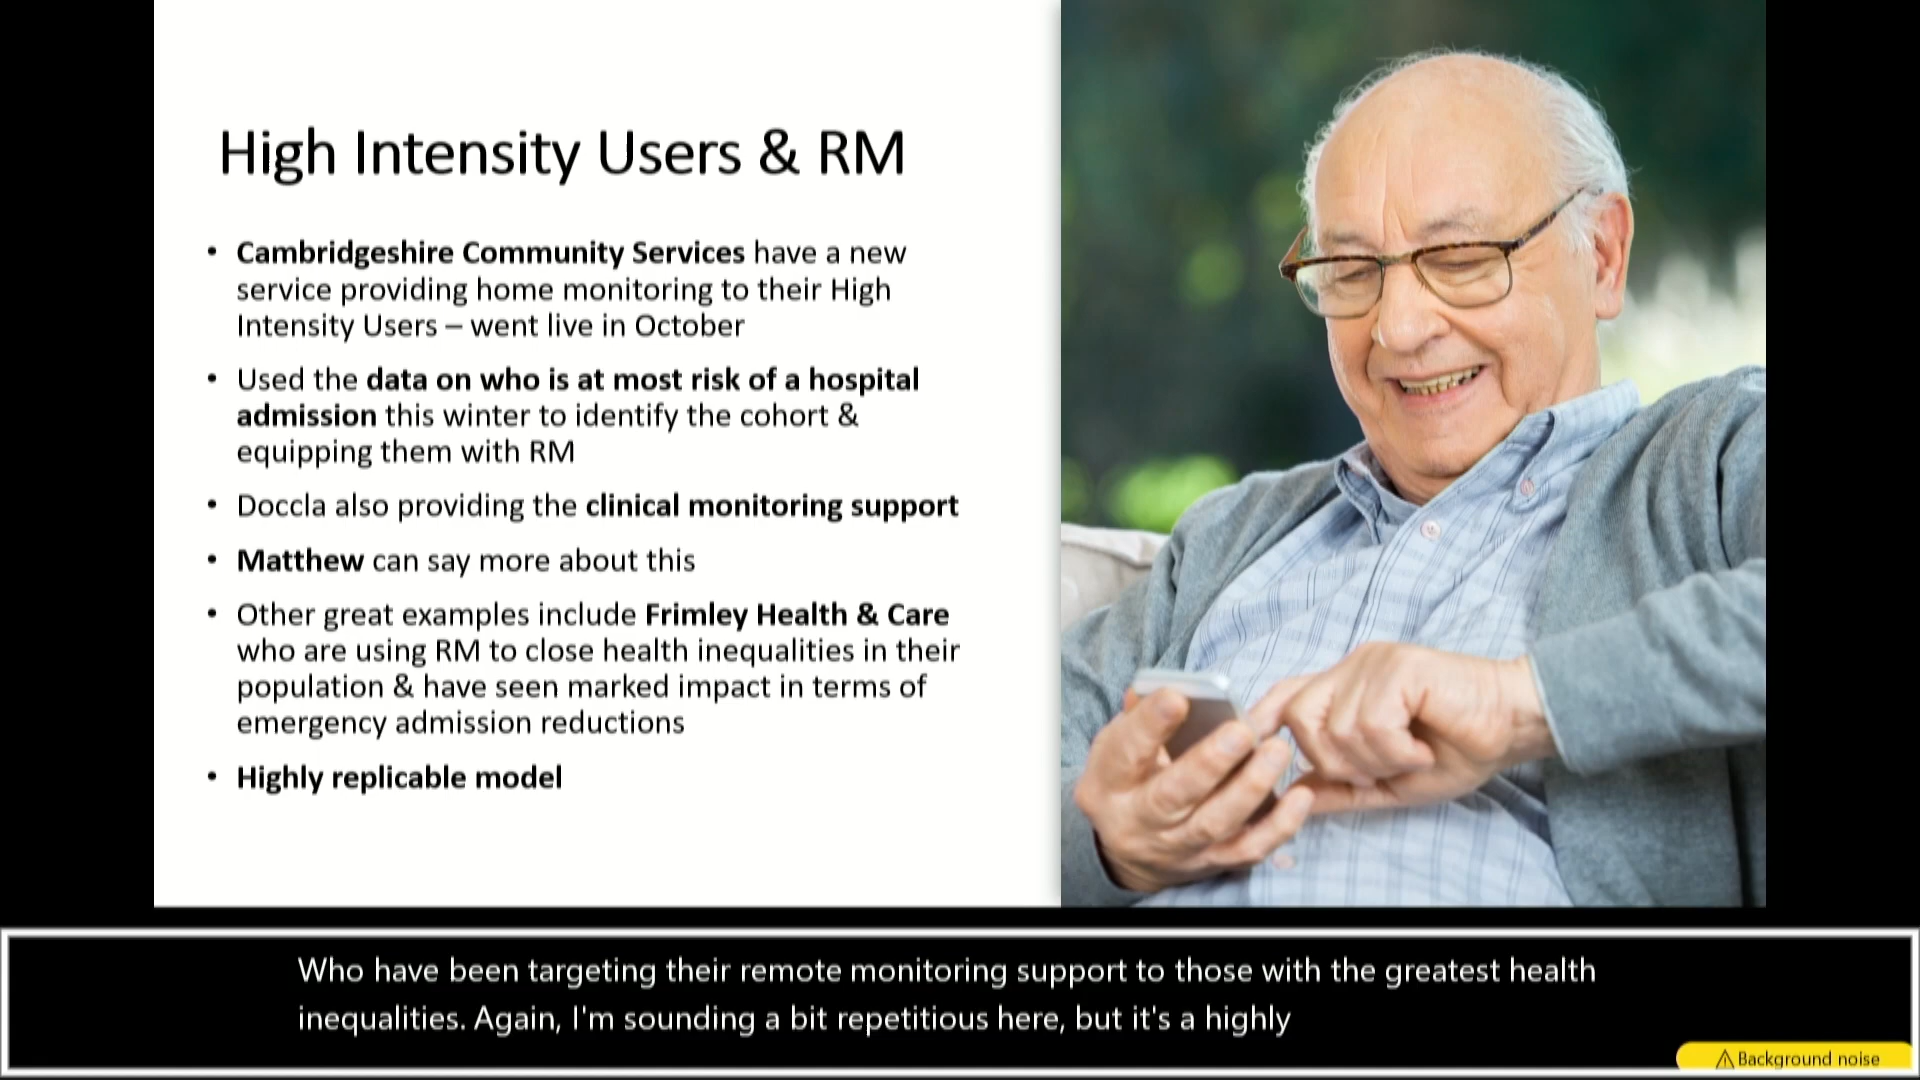 High Intensity Users & RM
• Cambridgeshire Community Services have a new
service providing home monitoring to their High
Intensity Users – went live in October
• Used the data on who is at most risk of a hospital
admission this winter to identify the cohort &
equipping them with RM
• Doccla also providing the clinical monitoring support
• Matthew can say more about this
• Other great examples include Frimley Health & Care
who are using RM to close health inequalities in their
population & have seen marked impact in terms of
emergency admission reductions
• Highly replicable model
Who have been targeting their remote monitoring support to those with the greatest health
inequalities. Again, I'm sounding a bit repetitious here, but it's a highly
⚠ Background noise